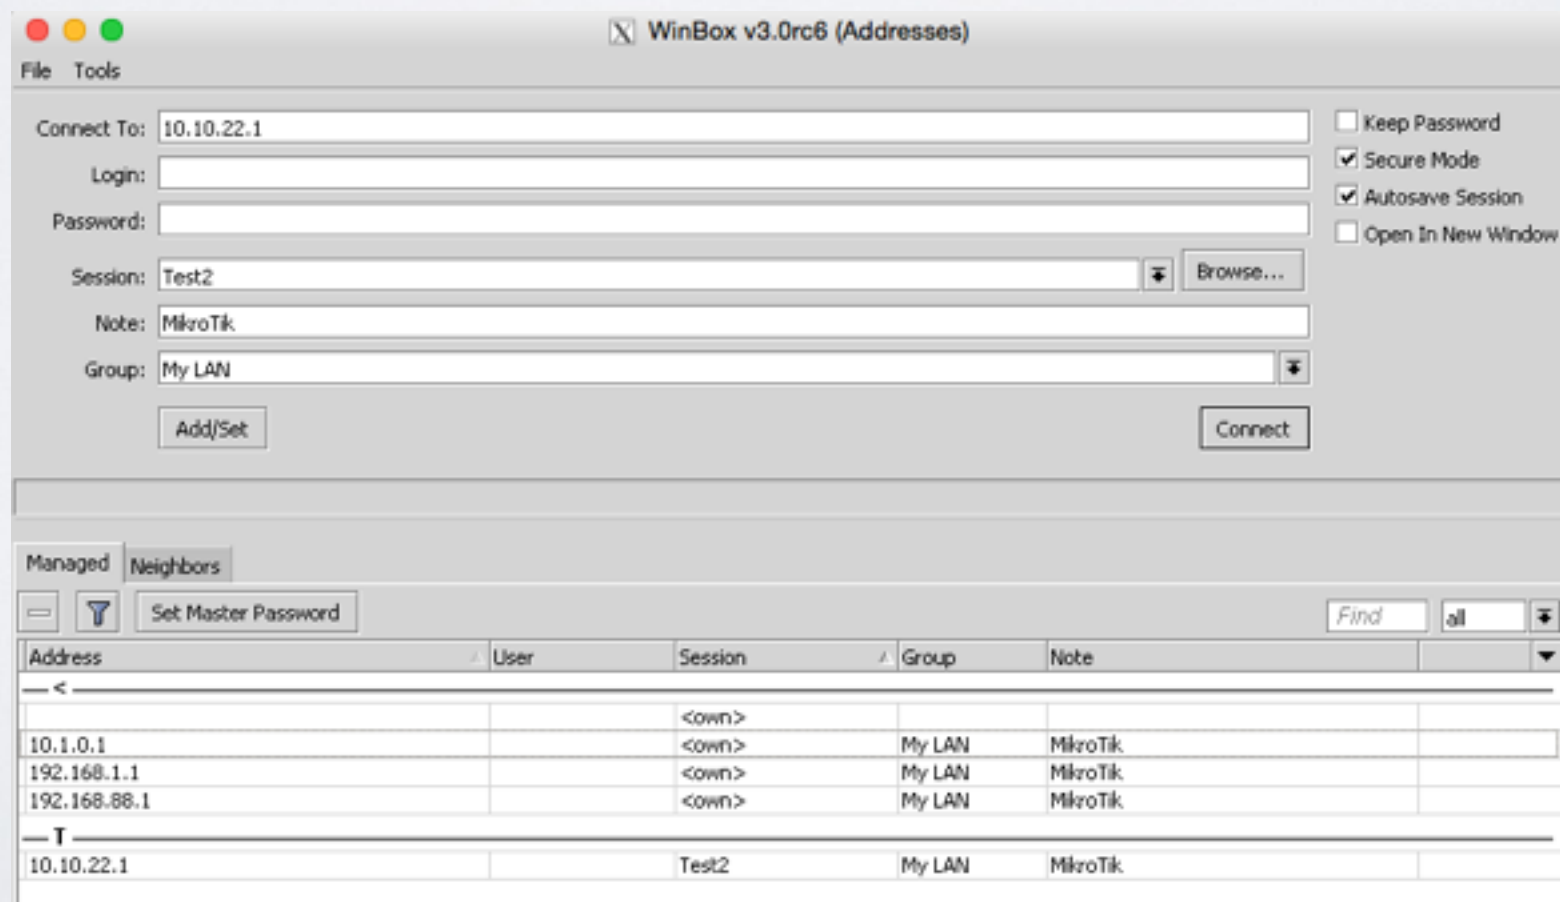 WinBox v3.0rc6 (Addresses)
File Tools
Connect To: 10.10.22.1
Keep Password
Login:
Secure Mode
Password:
Autosave Session
Open In New Window
Session: Test2 Browse...
Note: MikroTik
Group: My LAN
Add/Set Connect
Managed Neighbors
Set Master Password Find all
Address User Session Group Note
<
<own>
10.1.0.1 <own> My LAN MikroTik
192.168.1.1 <own> My LAN MikroTik
192.168.88.1 <own> My LAN MikroTik
T
10.10.22.1 Test2 My LAN MikroTik